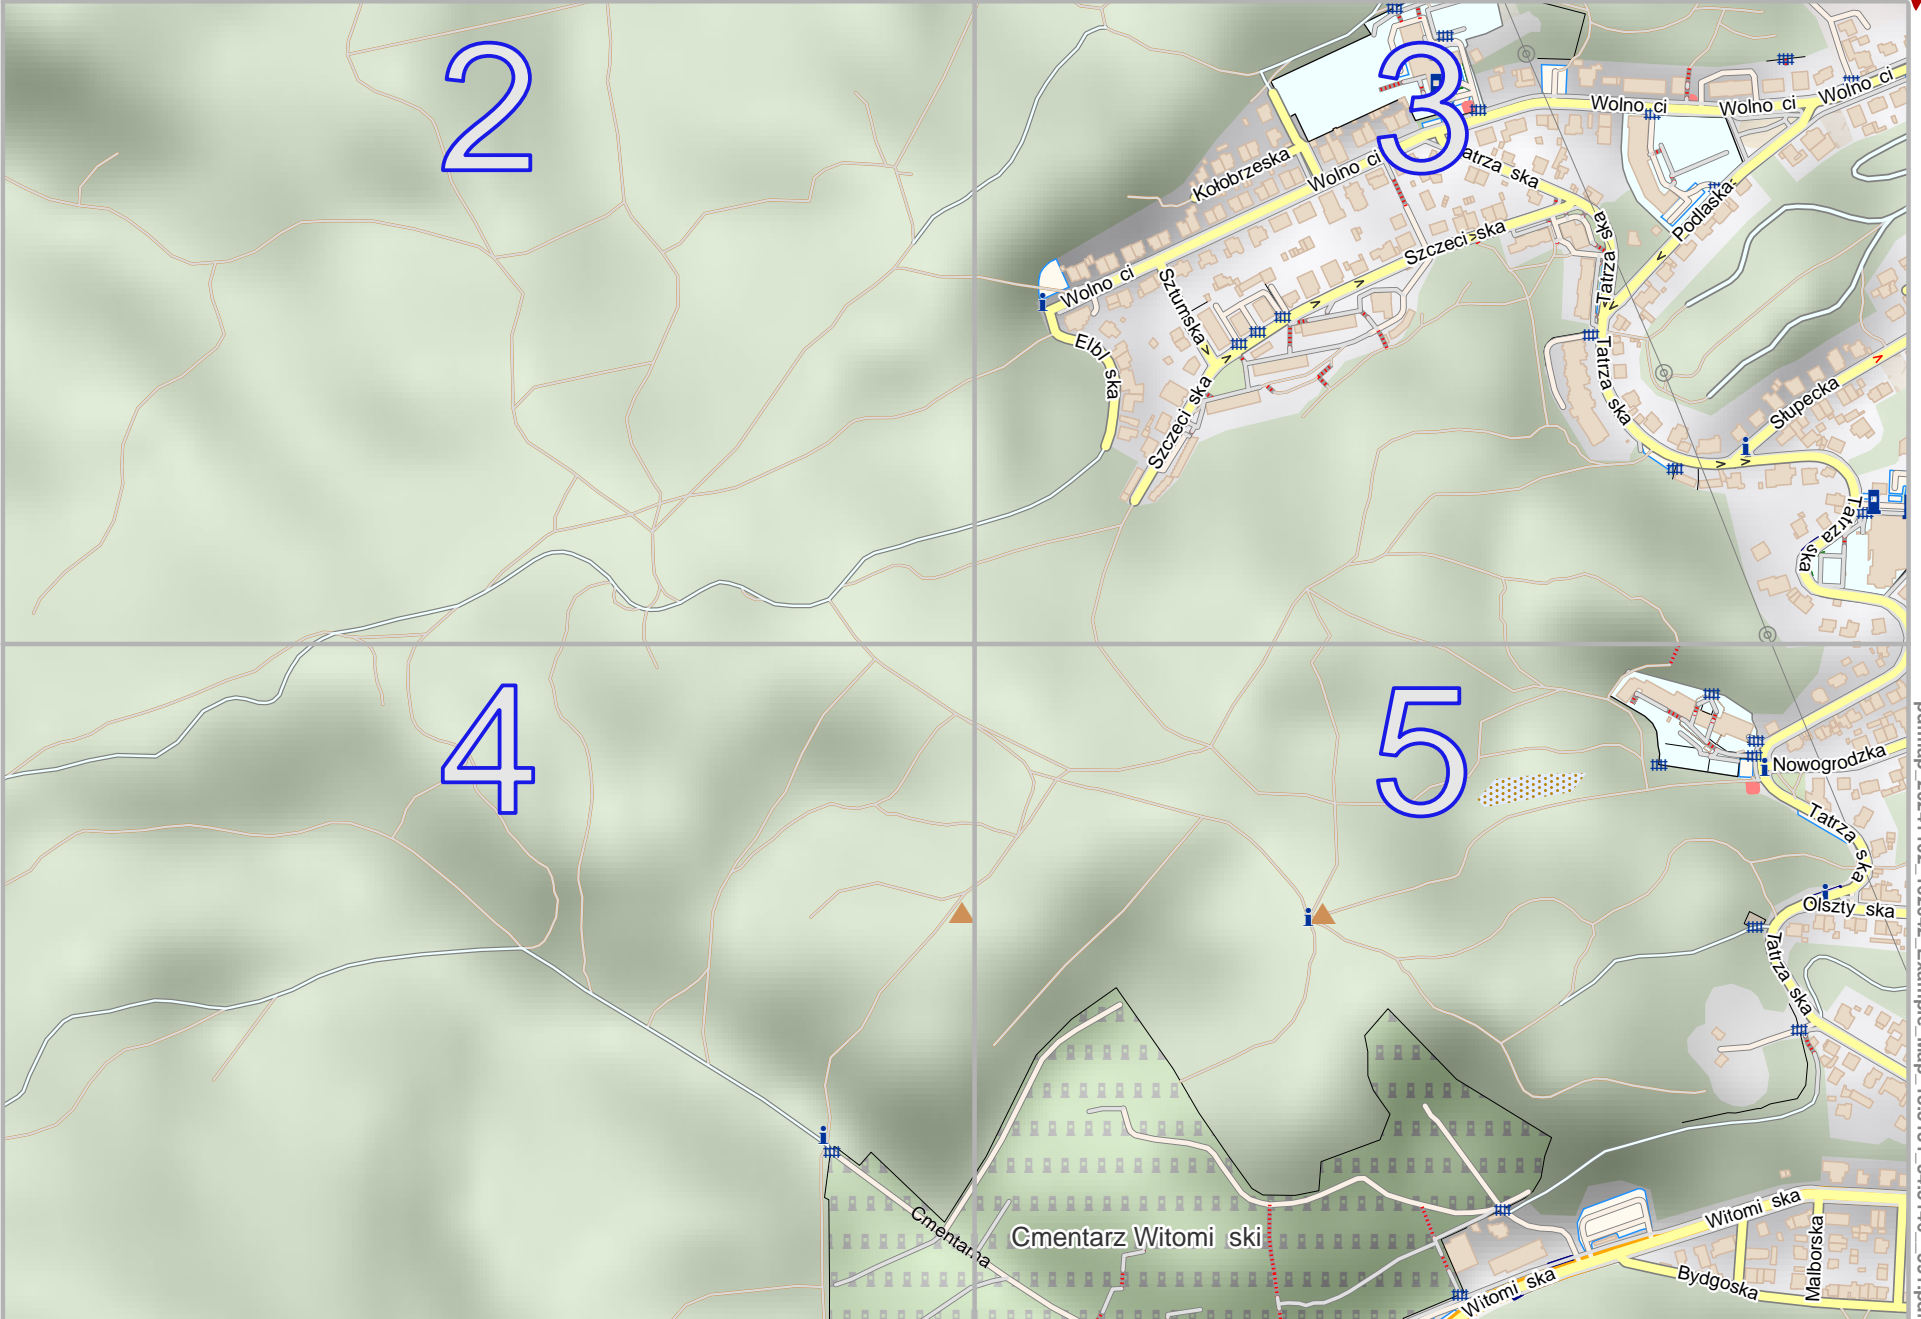 2
3
Wolno ci
Wolno ci
Wolno ci
Kołobrzeska
Wolno ci
Tatrza ska
Podlaska
Szczeci ska
Tatrza ska
Wolno ci
Sztumska
Elbl ska
Szczeci ska
Tatrza ska
Słupecka
Tatrza ska
4
5
Nowogrodzka
Tatrza ska
Olszty ska
Tatrza ska
Cmentarna
Cmentarz Witomi ski
Witomi ska
Witomi ska
Bydgoska
Malborska